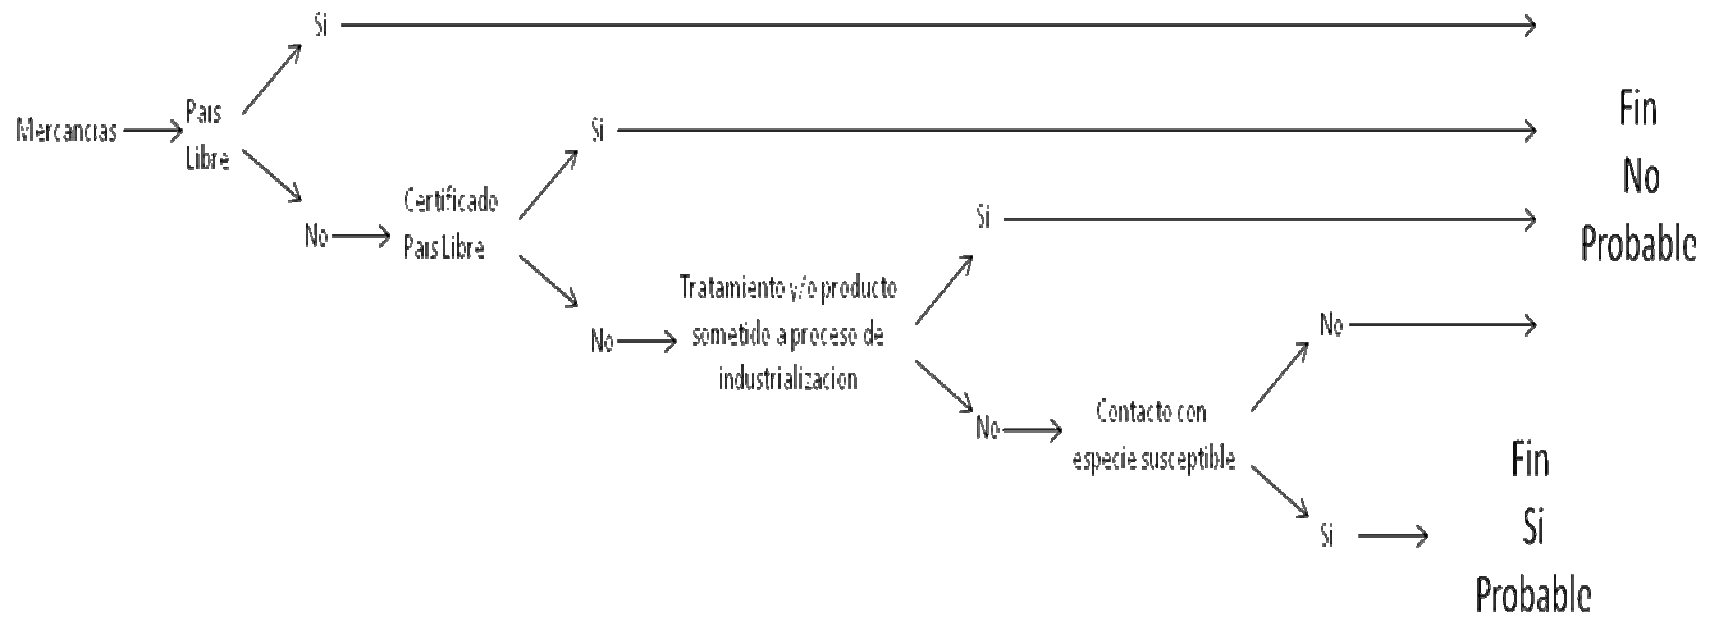 Si
Mercancias
Pais
Libre
Si
Fin
No
Probable
No
Certificado
Pais Libre
Si
No
Tratamiento y/o producto
sometido a proceso de
industrializacion
No
No
Contacto con
especie susceptible
Si
Fin
Si
Probable